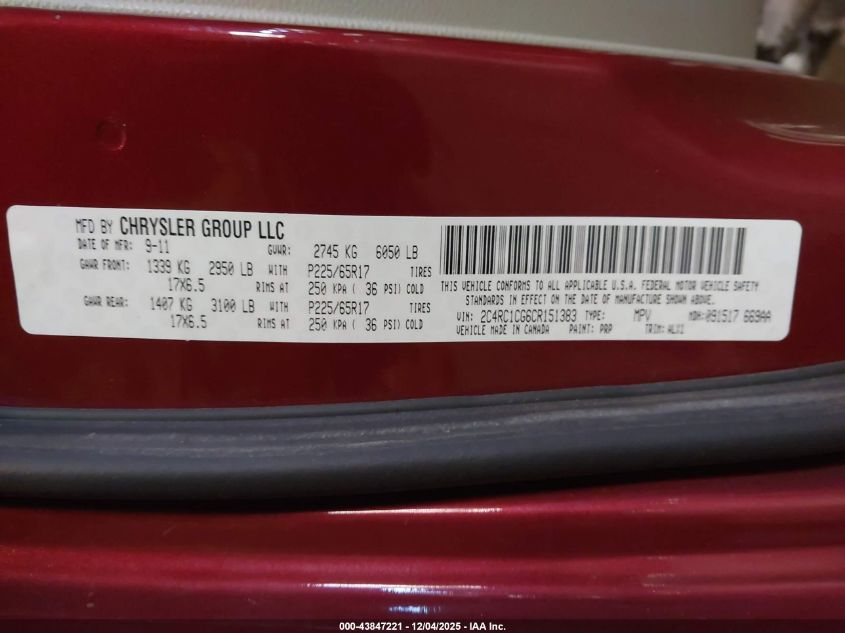 MFD BY CHRYSLER GROUP LLC
DATE OF MFR: 9-11 GVWR: 2745 KG 6050 LB
GAWR FRONT: 1339 KG 2950 LB WITH P225/65R17 TIRES
17X6.5 RIMS AT 250 KPA ( 36 PSI) COLD
GAWR REAR: 1407 KG 3100 LB WITH P225/65R17 TIRES
17X6.5 RIMS AT 250 KPA ( 36 PSI) COLD
THIS VEHICLE CONFORMS TO ALL APPLICABLE U.S.A. FEDERAL MOTOR VEHICLE SAFETY
STANDARDS IN EFFECT ON THE DATE OF MANUFACTURE SHOWN ABOVE.
VIN: 2C4RC1CG6CR151383 TYPE: MPV MDH: 091517 669AA
VEHICLE MADE IN CANADA PAINT: PRP TRIM: ALX1
000-43847221 - 12/04/2025 - IAA Inc.